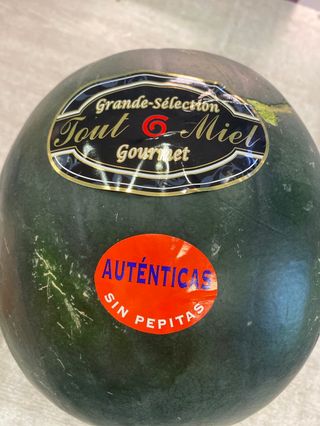 Grande-Sélection
Tout Miel
Gourmet
AUTÉNTICAS
SIN PEPITAS